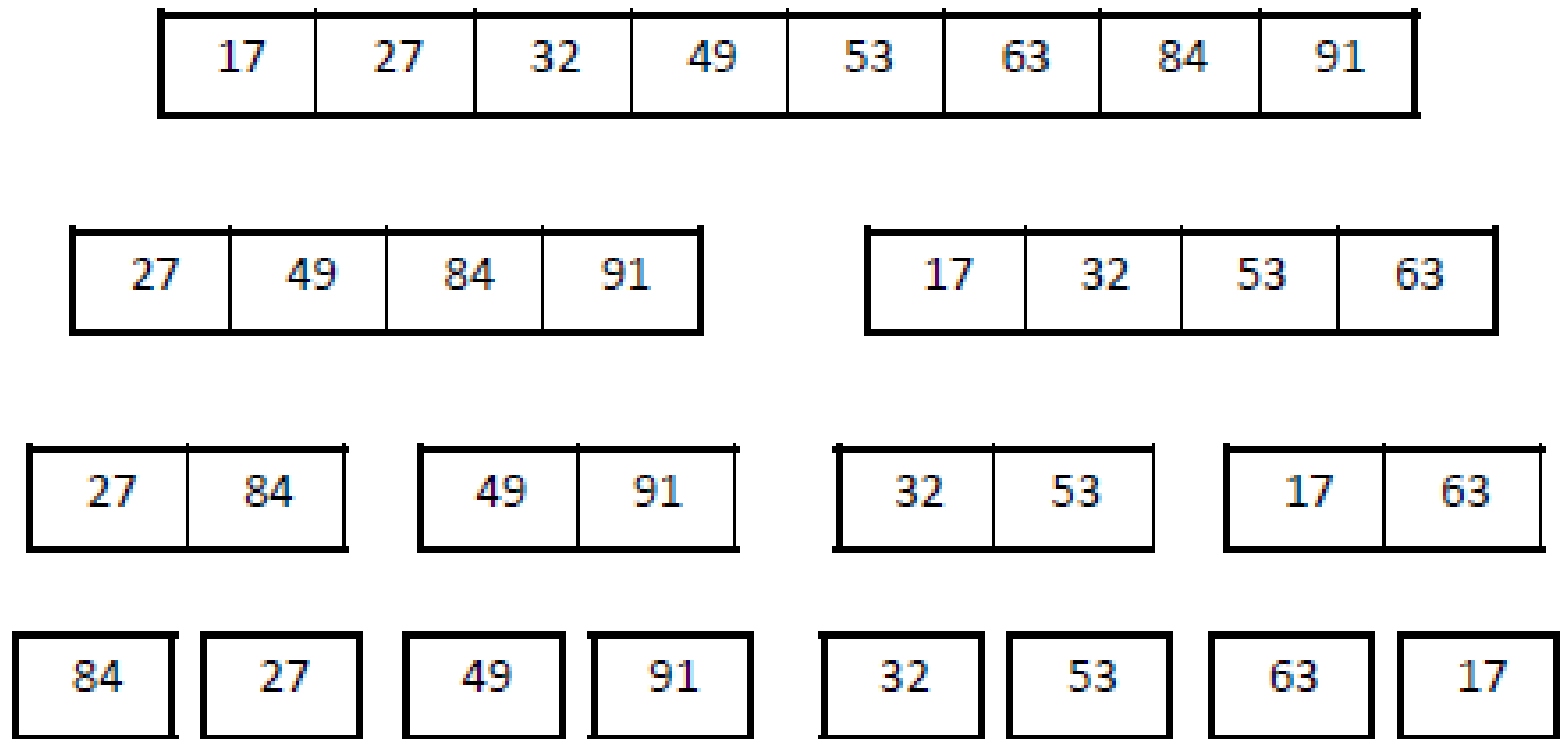 17 27 32 49 53 63 84 91
27 49 84 91 17 32 53 63
27 84 49 91 32 53 17 63
84 27 49 91 32 53 63 17